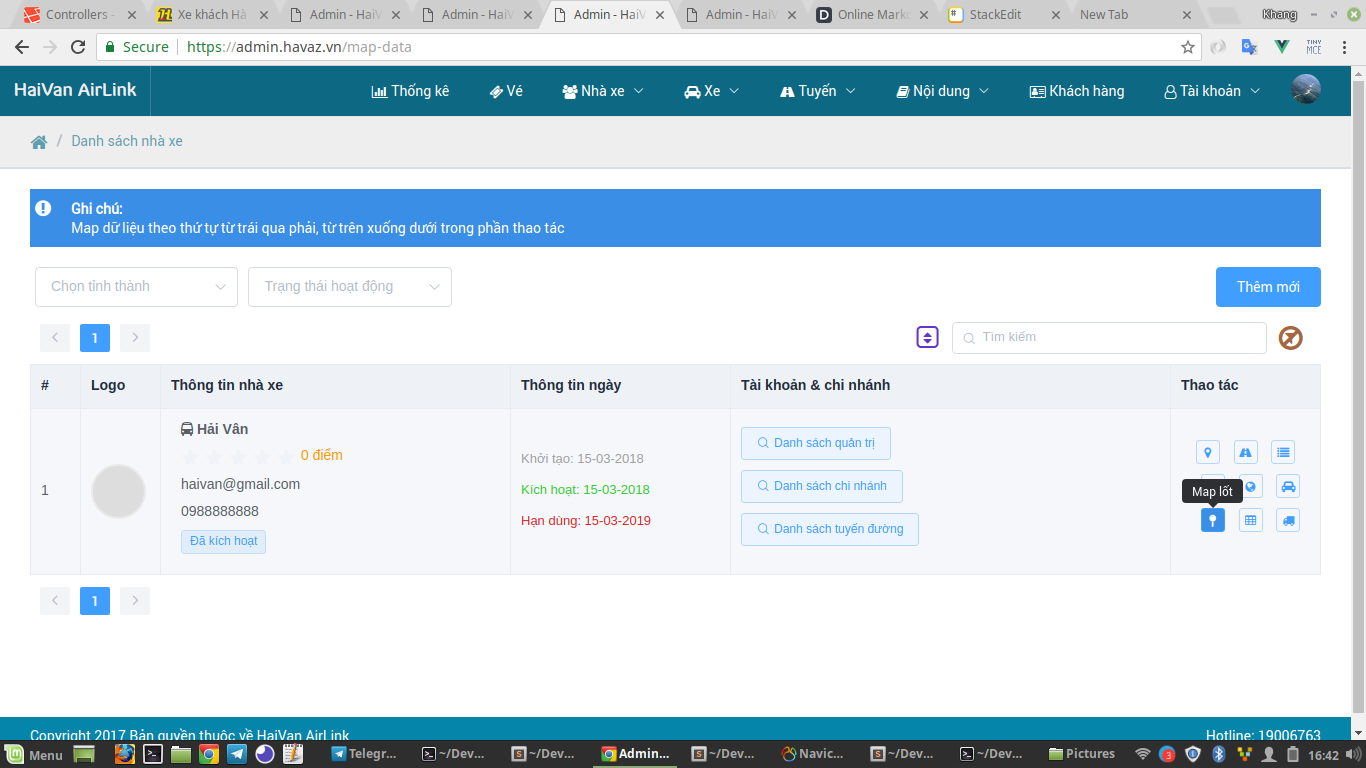 Controllers -
Xe khách Hà
Admin - HaiV
Admin - HaiV
Admin - HaiV
Admin - HaiV
Online Mark
StackEdit
New Tab
Khang
Secure
https://admin.havaz.vn/map-data
TINY
MCE
HaiVan AirLink
Thống kê
Vé
Nhà xe
Xe
Tuyến
Nội dung
Khách hàng
Tài khoản
/ Danh sách nhà xe
Ghi chú:
Map dữ liệu theo thứ tự từ trái qua phải, từ trên xuống dưới trong phần thao tác
Chọn tỉnh thành
Trạng thái hoạt động
Thêm mới
1
Tìm kiếm
# Logo Thông tin nhà xe Thông tin ngày Tài khoản & chi nhánh Thao tác
1
Hải Vân
0 điểm
haivan@gmail.com
0988888888
Đã kích hoạt
Khởi tạo: 15-03-2018
Kích hoạt: 15-03-2018
Hạn dùng: 15-03-2019
Danh sách quản trị
Danh sách chi nhánh
Danh sách tuyến đường
Map lốt
1
Copyright 2017 Bản quyền thuộc về HaiVan AirLink
Hotline: 19006763
Menu
Telegr...
~/Dev...
~/Dev...
Admin...
~/Dev...
Navic...
~/Dev...
~/Dev...
Pictures
3
16:42